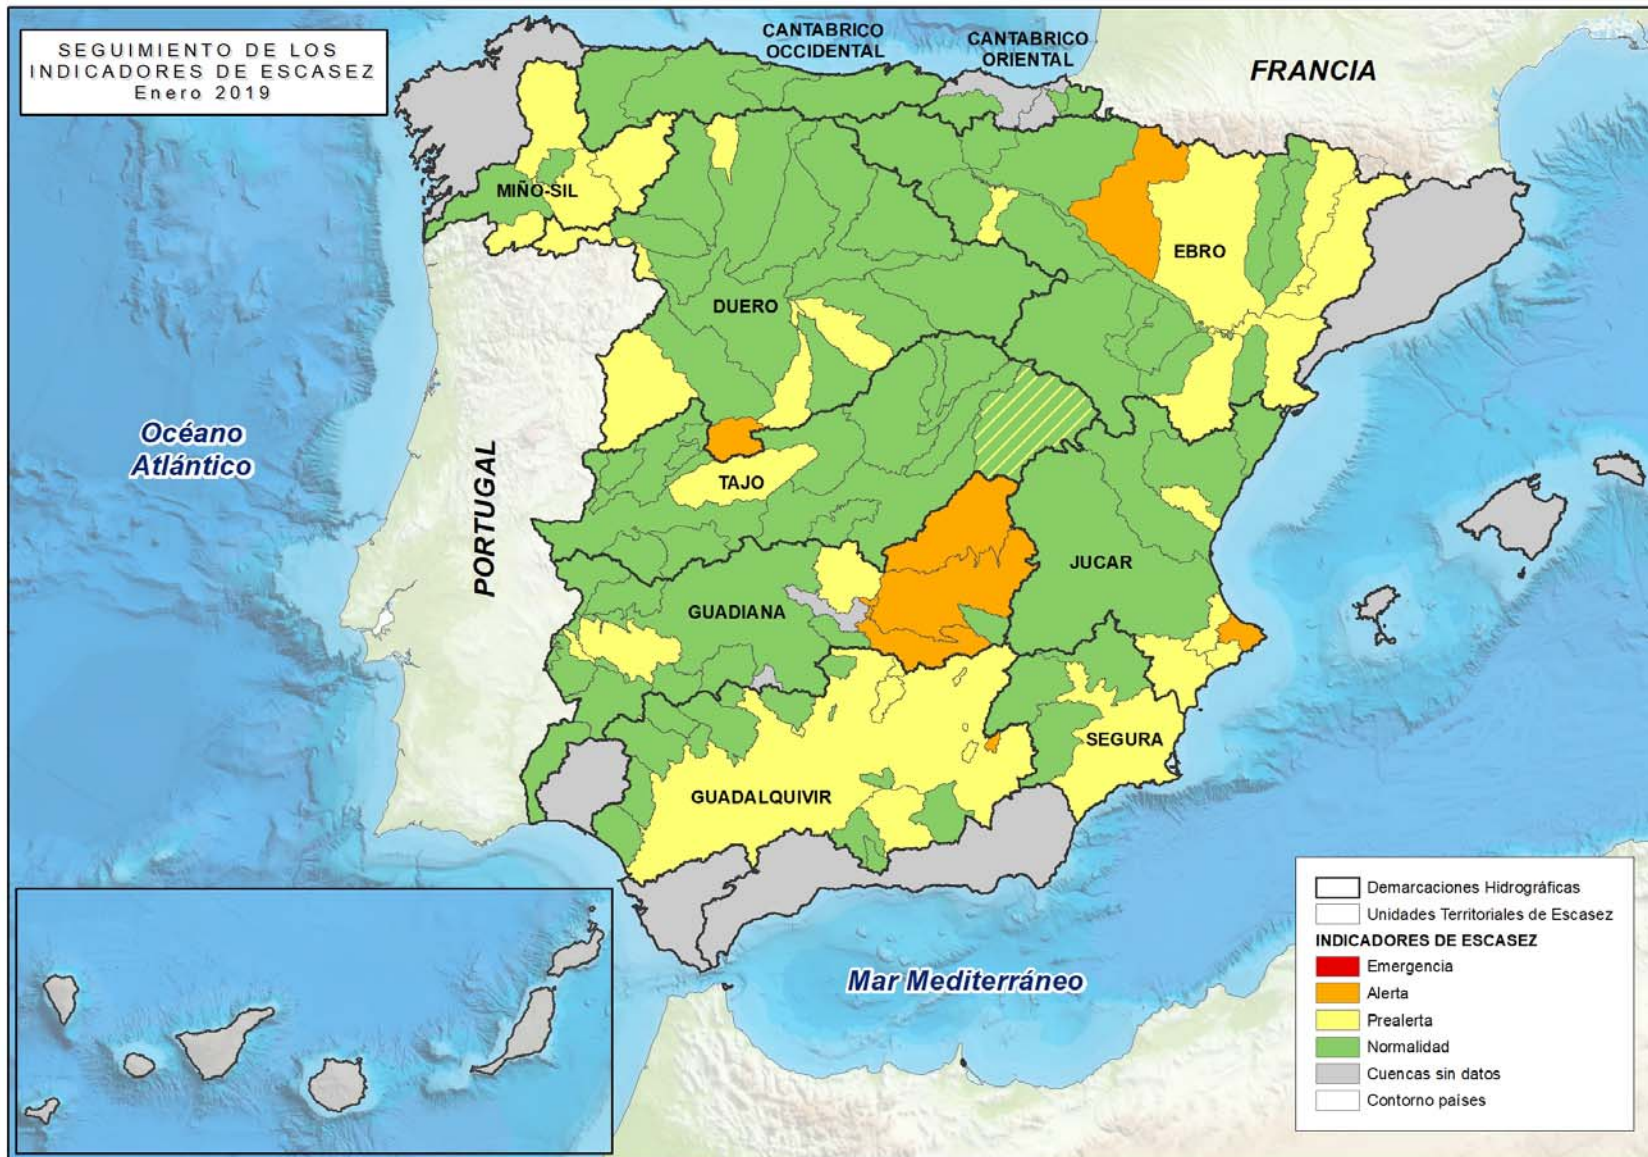 SEGUIMIENTO DE LOS
INDICADORES DE ESCASEZ
Enero 2019
CANTABRICO
OCCIDENTAL
CANTABRICO
ORIENTAL
FRANCIA
MIÑO-SIL
EBRO
DUERO
Océano
Atlántico
PORTUGAL
TAJO
JUCAR
GUADIANA
SEGURA
GUADALQUIVIR
Mar Mediterráneo
Demarcaciones Hidrográficas
Unidades Territoriales de Escasez
INDICADORES DE ESCASEZ
Emergencia
Alerta
Prealerta
Normalidad
Cuencas sin datos
Contorno países